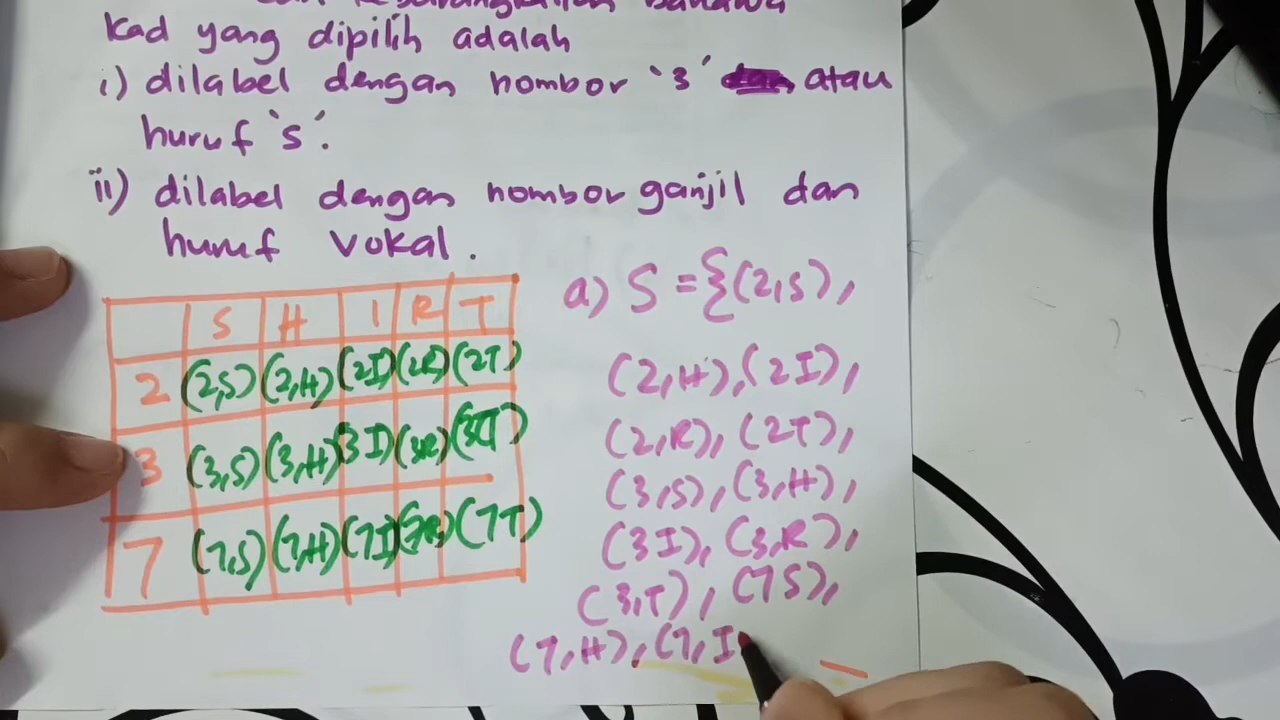 kad yang dipilih adalah
i) dilabel dengan nombor '3' atau
huruf 's'.
ii) dilabel dengan nombor ganjil dan
huruf vokal.
S H I R T
2 (2,S) (2,H) (2I) (2R) (2T)
3 (3,S) (3,H) 3I) (3R) (3T)
7 (7,S) (7,H) (7I) (7R) (7T)
a) S = {(2,S),
(2,H), (2I),
(2,R), (2T),
(3,S), (3,H),
(3I), (3,R),
(3,T), (7S),
(7,H), (7,I